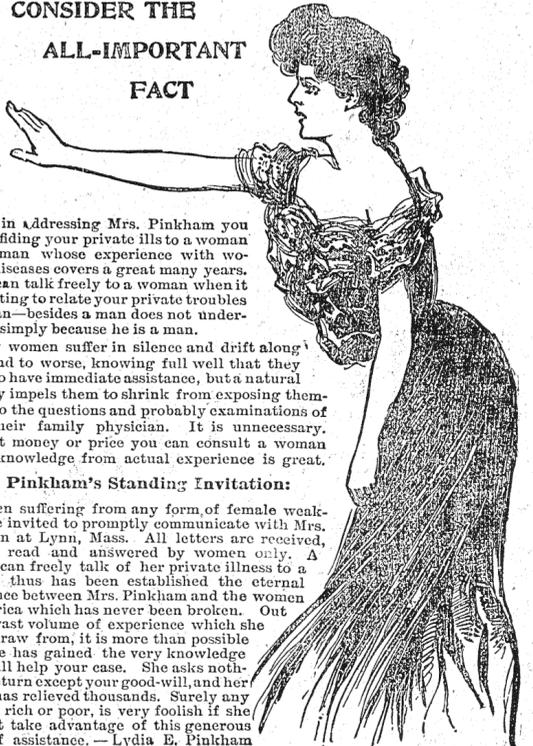 CONSIDER THE
ALL-IMPORTANT
FACT
in addressing Mrs. Pinkham you
fiding your private ills to a woman
man whose experience with wo-
iseases covers a great many years.
an talk freely to a woman when it
ting to relate your private troubles
n—besides a man does not under-
simply because he is a man.
women suffer in silence and drift along
d to worse, knowing full well that they
o have immediate assistance, but a natural
y impels them to shrink from exposing them-
o the questions and probably examinations of
eir family physician. It is unnecessary.
t money or price you can consult a woman
knowledge from actual experience is great.
Pinkham's Standing Invitation:
en suffering from any form of female weak-
e invited to promptly communicate with Mrs.
n at Lynn, Mass. All letters are received,
read and answered by women only. A
can freely talk of her private illness to a
thus has been established the eternal
nce between Mrs. Pinkham and the women
rica which has never been broken. Out
vast volume of experience which she
raw from, it is more than possible
e has gained the very knowledge
ll help your case. She asks noth-
turn except your good-will, and her
has relieved thousands. Surely any
rich or poor, is very foolish if she
t take advantage of this generous
f assistance.—Lydia E. Pinkham